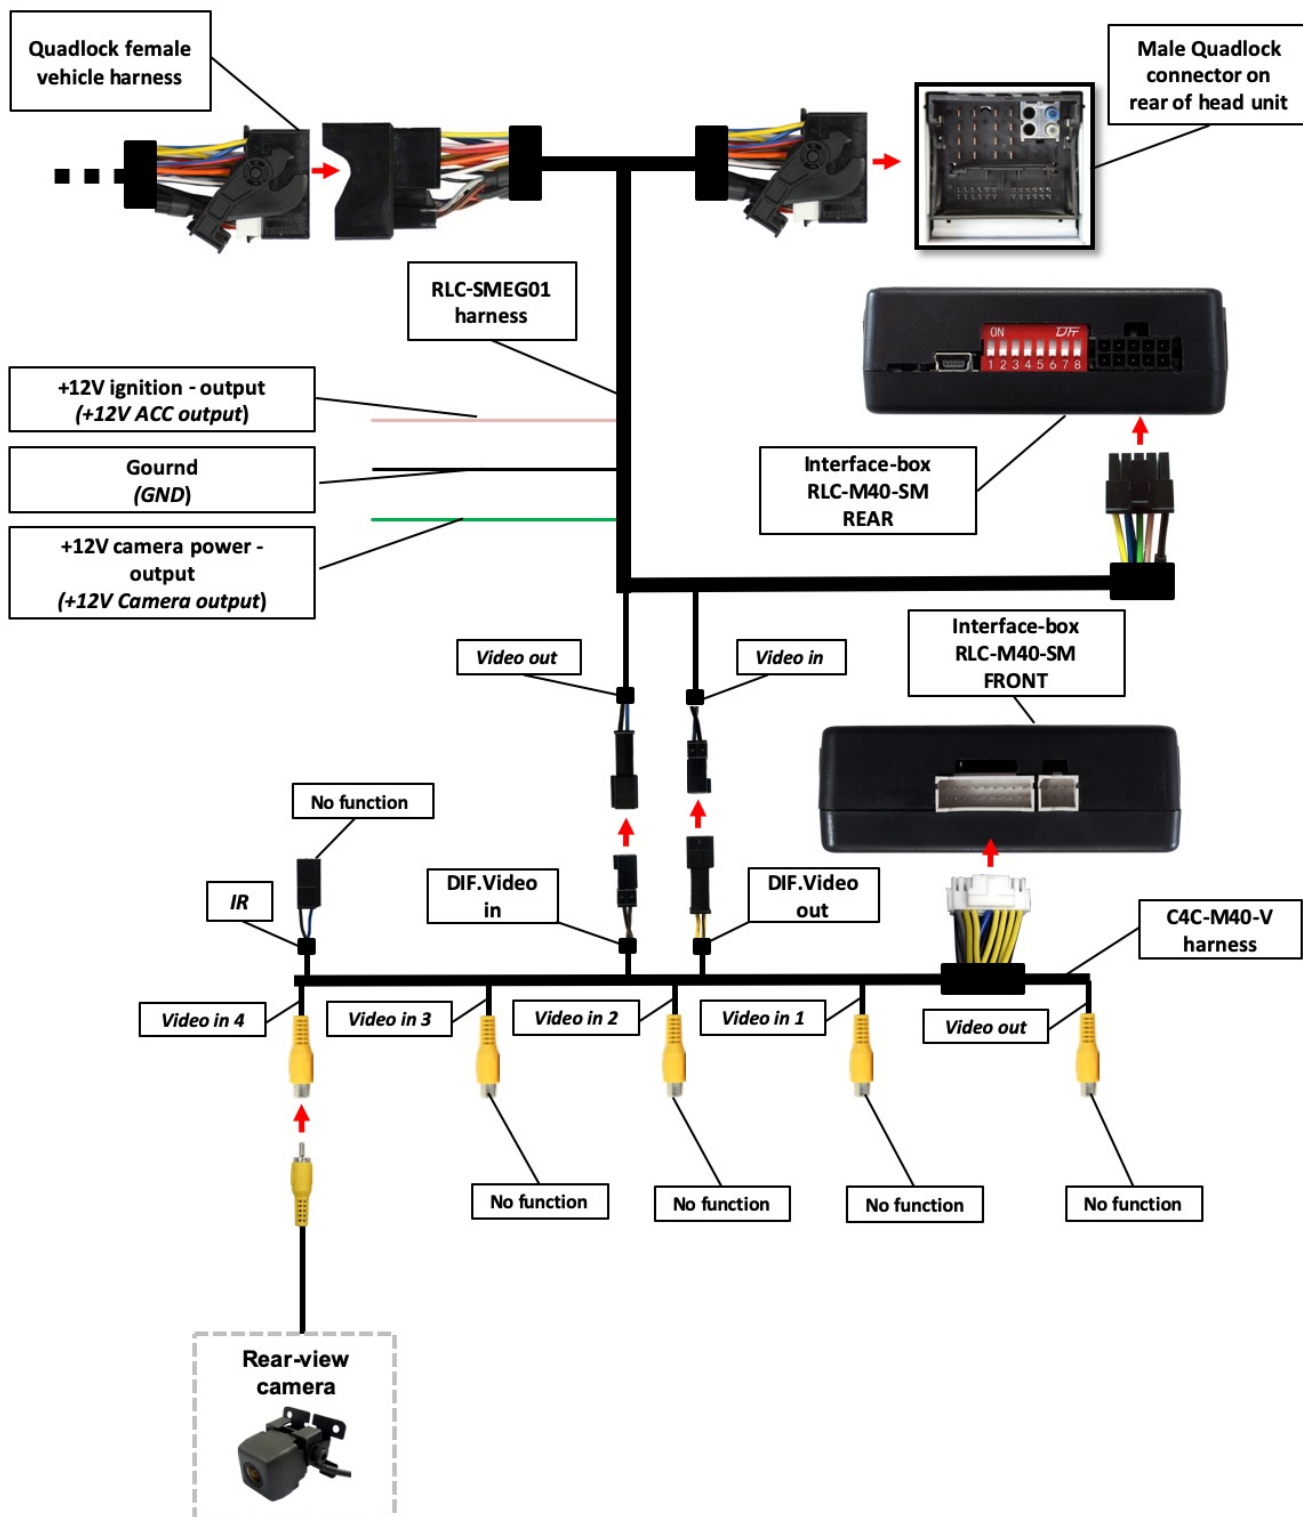 Quadlock female
vehicle harness
Male Quadlock
connector on
rear of head unit
RLC-SMEG01
harness
ON DTF
1 2 3 4 5 6 7 8
+12V ignition - output
(+12V ACC output)
Gournd
(GND)
+12V camera power -
output
(+12V Camera output)
Interface-box
RLC-M40-SM
REAR
Interface-box
RLC-M40-SM
FRONT
Video out
Video in
No function
IR
DIF.Video
in
DIF.Video
out
C4C-M40-V
harness
Video in 4
Video in 3
Video in 2
Video in 1
Video out
No function
No function
No function
No function
Rear-view
camera